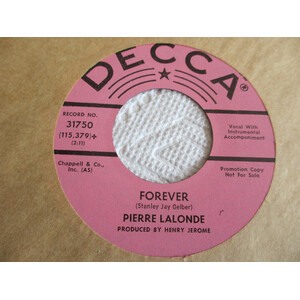 DECCA
RECORD NO.
31750
(115,379)+
(2:11)
Vocal With
Instrumental
Accompaniment
Chappell & Co.,
Inc. (AS)
Promotion Copy
Not For Sale
FOREVER
(Stanley Jay Gelber)
PIERRE LALONDE
PRODUCED BY HENRY JEROME